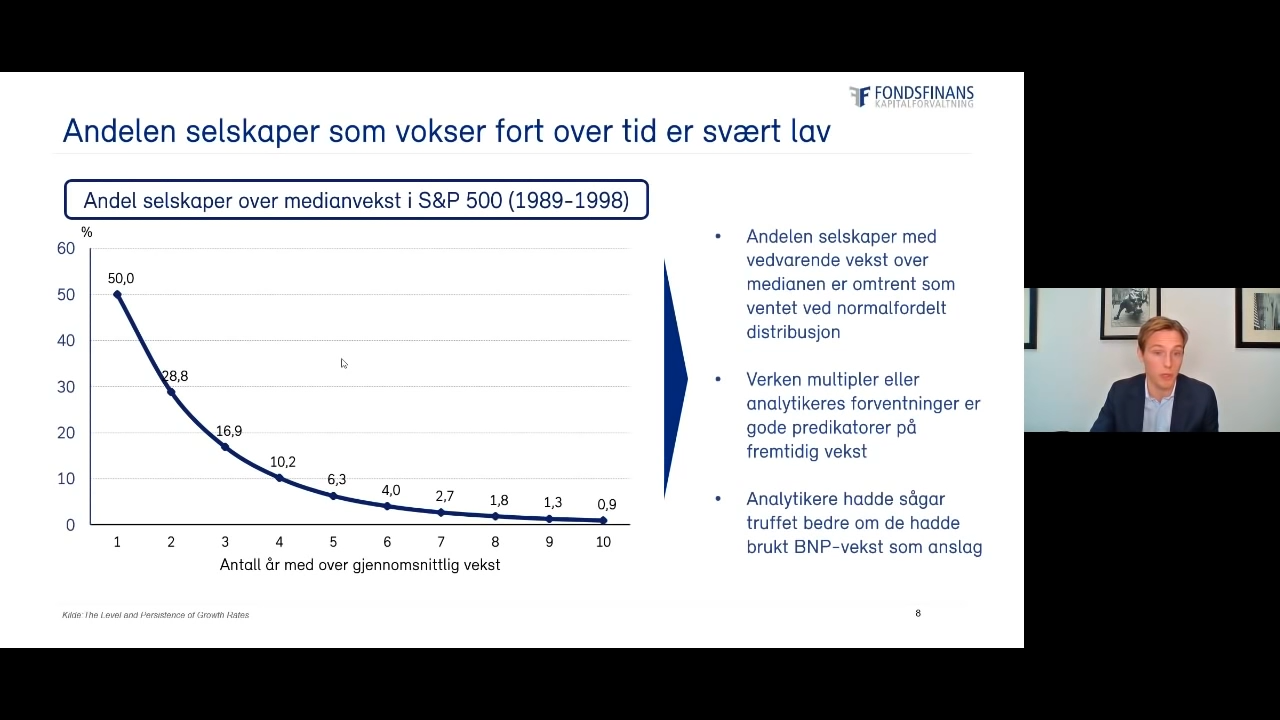 FONDSFINANS
KAPITALFORVALTNING
Andelen selskaper som vokser fort over tid er svært lav
Andel selskaper over medianvekst i S&P 500 (1989-1998)
%
60
50
40
30
20
10
0
50,0
28,8
16,9
10,2
6,3
4,0
2,7
1,8
1,3
0,9
1 2 3 4 5 6 7 8 9 10
Antall år med over gjennomsnittlig vekst
• Andelen selskaper med
vedvarende vekst over
medianen er omtrent som
ventet ved normalfordelt
distribusjon
• Verken multipler eller
analytikeres forventninger er
gode predikatorer på
fremtidig vekst
• Analytikere hadde sågar
truffet bedre om de hadde
brukt BNP-vekst som anslag
Kilde: The Level and Persistence of Growth Rates
8